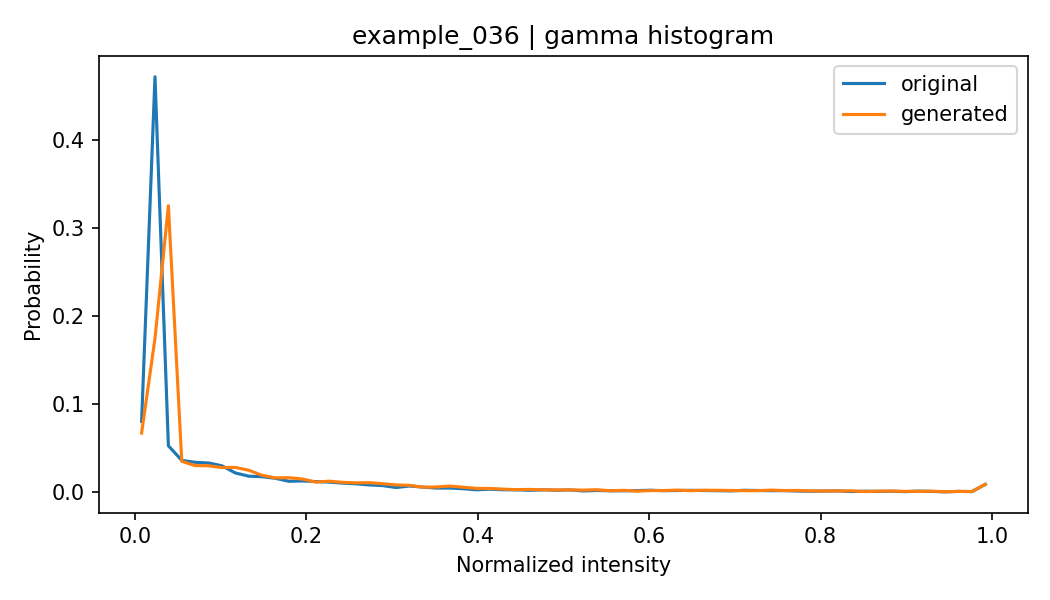 example_036 | gamma histogram
original
generated
Probability
0.4
0.3
0.2
0.1
0.0
0.0 0.2 0.4 0.6 0.8 1.0
Normalized intensity